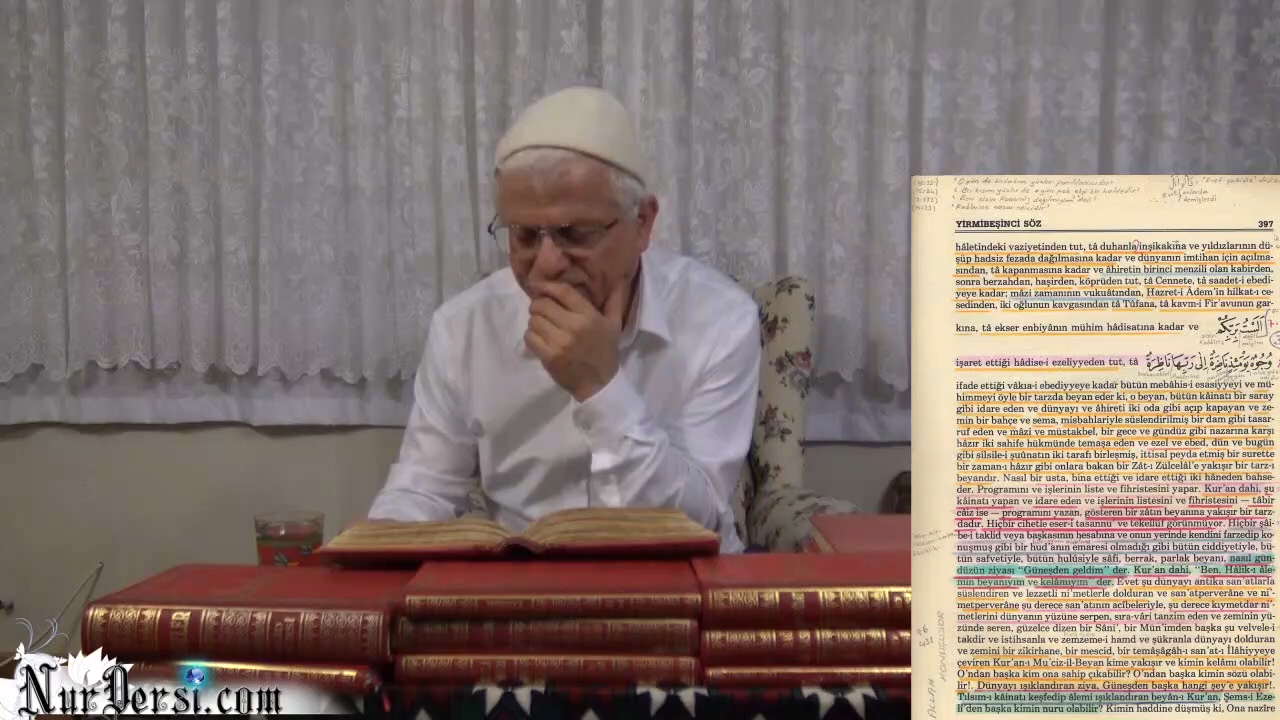 YİRMİBEŞİNCİ SÖZ 397
hâletindeki vaziyetinden tut, tâ duhanla inşikakına ve yıldızlarının dü-
şüp hadsiz fezada dağılmasına kadar ve dünyanın imtihan için açılma-
sından, tâ kapanmasına kadar ve âhiretin birinci menzili olan kabirden,
sonra berzahdan, haşirden, köprüden tut, tâ Cennete, tâ saadet-i ebedi-
yeye kadar; mâzi zamanının vukuâtından, Hazret-i Âdem'in hilkat-ı ce-
sedinden, iki oğlunun kavgasından tâ Tûfana, tâ kavm-i Fir'avunun gar-
kına, tâ ekser enbiyânın mühim hâdisatına kadar ve اَلَسْتُ بِرَبِّكُمْ
işaret ettiği hâdise-i ezeliyyeden tut, tâ وُجُوهٌ يَوْمَئِذٍ نَاضِرَةٌ اِلَى رَبِّهَا نَاظِرَةٌ
ifade ettiği vâkıa-i ebediyyeye kadar bütün mebâhis-i esasiyyeyi ve mü-
himmeyi öyle bir tarzda beyan eder ki, o beyan, bütün kâinatı bir saray
gibi idare eden ve dünyayı ve âhireti iki oda gibi açıp kapayan ve ze-
min bir bahçe ve sema, misbahlariyle süslendirilmiş bir dam gibi tasar-
ruf eden ve mâzi ve müstakbel, bir gece ve gündüz gibi nazarına karşı
hâzır iki sahife hükmünde temaşa eden ve ezel ve ebed, dün ve bugün
gibi silsile-i şuûnatın iki tarafı birleşmiş, ittisal peyda etmiş bir surette
bir zaman-ı hâzır gibi onlara bakan bir Zât-ı Zülcelâl'e yakışır bir tarz-ı
beyandır. Nasıl bir usta, bina ettiği ve idare ettiği iki hâneden bahse-
der. Programını ve işlerinin liste ve fihristesini yapar. Kur'an dahi, şu
kâinatı yapan ve idare eden ve işlerinin listesini ve fihristesini — tâbir
câiz ise — programını yazan, gösteren bir zâtın beyanına yakışır bir tarz-
dadır. Hiçbir cihetle eser-i tasannu' ve tekellüf görünmüyor. Hiçbir şâi-
be-i taklid veya başkasının hesabına ve onun yerinde kendini farzedip ko-
nuşmuş gibi bir hud'anın emaresi olmadığı gibi bütün ciddiyetiyle, bü-
tün safvetiyle, bütün hulûsiyle sâfi, berrak, parlak beyanı, nasıl gün-
düzün ziyası "Güneşden geldim" der. Kur'an dahi, "Ben, Hâlik-ı âle-
min beyanıyım ve kelâmıyım" der. Evet şu dünyayı antika san'atlarla
süslendiren ve lezzetli ni'metlerle dolduran ve san'atperverâne ve ni'-
metperverâne şu derece san'atının acîbeleriyle, şu derece kıymetdar ni'-
metlerini dünyanın yüzüne serpen, sıra-vâri tanzim eden ve zeminin yü-
zünde seren, güzelce dizen bir Sâni', bir Mün'imden başka şu velvele-i
takdir ve istihsanla ve zemzeme-i hamd ve şükranla dünyayı dolduran
ve zemini bir zikirhane, bir mescid, bir temâşâgâh-ı san'at-ı İlâhiyyeye
çeviren Kur'an-ı Mu'ciz-il-Beyan kime yakışır ve kimin kelâmı olabilir!
O'ndan başka kim ona sahip çıkabilir? O'ndan başka kimin sözü olabi-
lir!. Dünyayı ışıklandıran ziya, Güneşden başka hangi şey'e yakışır!.
Tılsım-ı kâinatı keşfedip âlemi ışıklandıran beyân-ı Kur'an, Şems-i Eze-
lî'den başka kimin nuru olabilir? Kimin haddine düşmüş ki, Ona nazire
ALLAH KONUŞUYOR
NurDersi.com